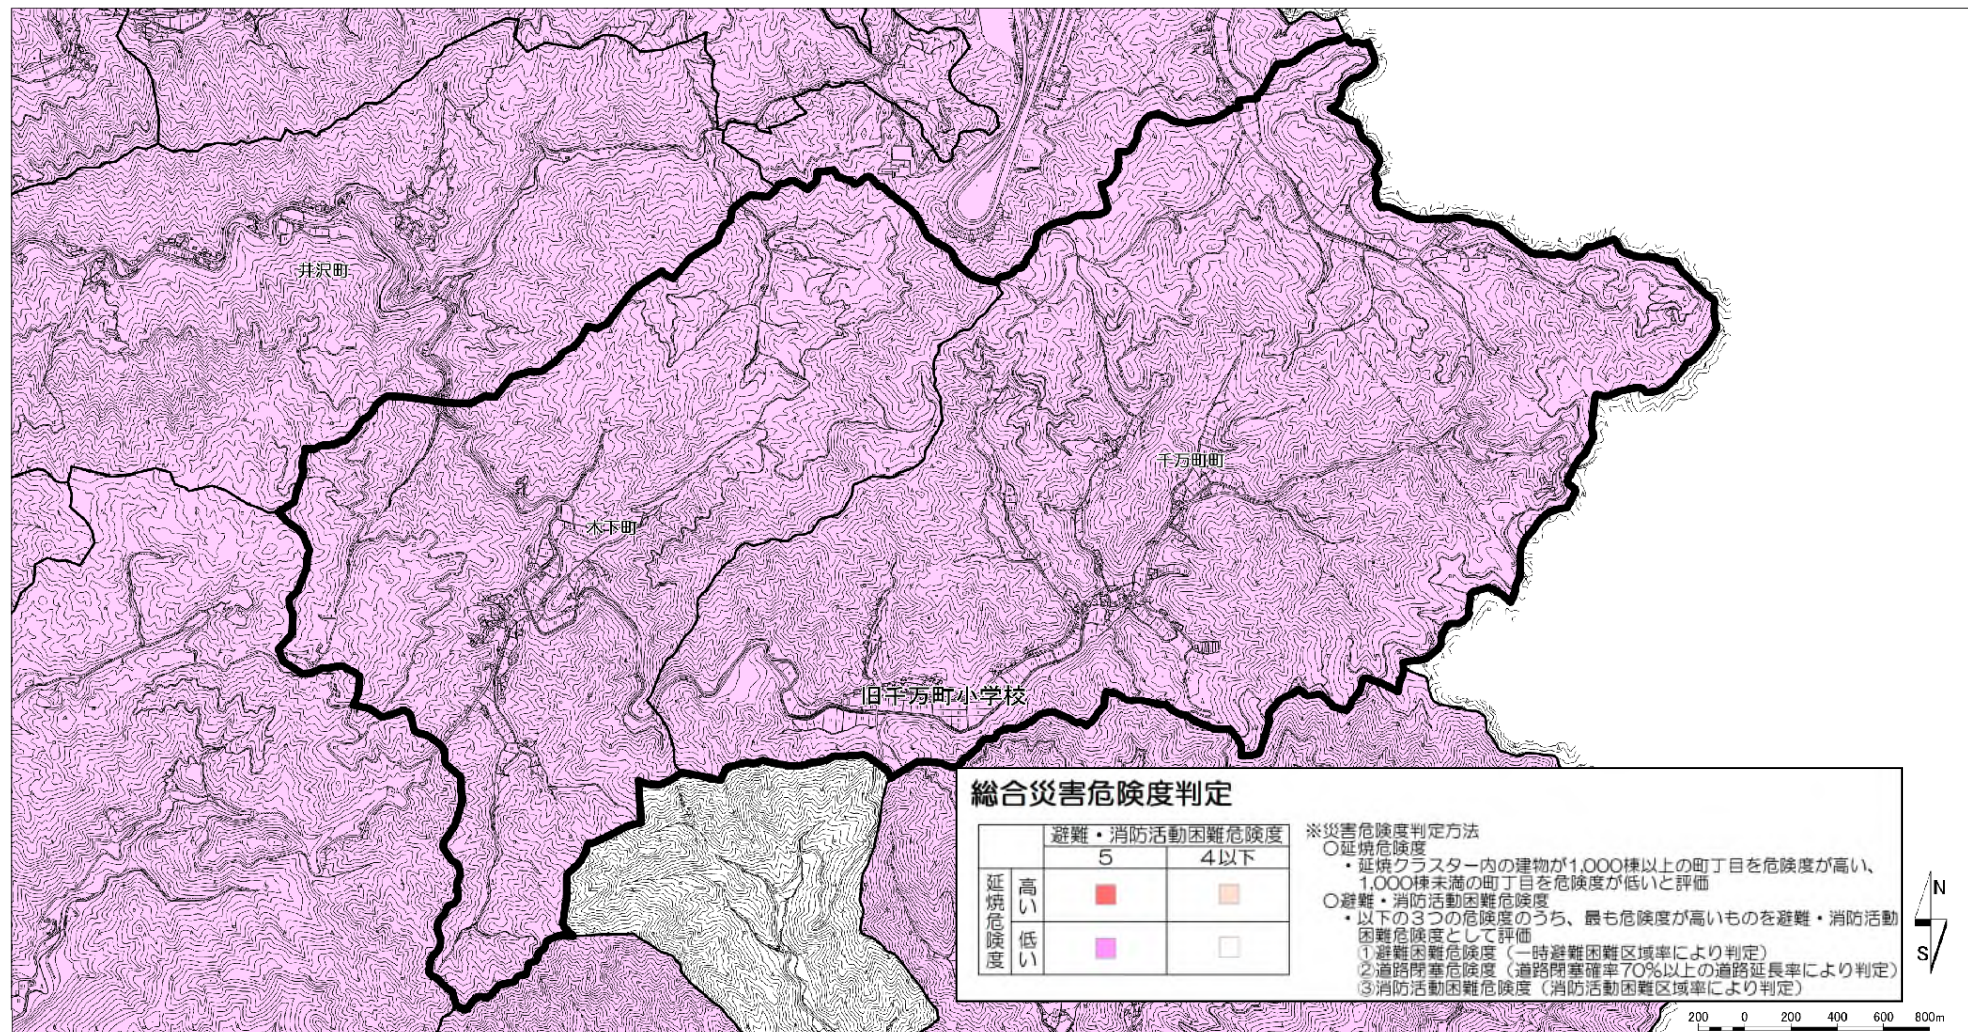 井沢町
千万町町
木下町
旧千万町小学校
総合災害危険度判定
避難・消防活動困難危険度
5 4以下
延焼危険度
高い
低い
※災害危険度判定方法
○延焼危険度
・延焼クラスター内の建物が1,000棟以上の町丁目を危険度が高い、
1,000棟未満の町丁目を危険度が低いと評価
○避難・消防活動困難危険度
・以下の3つの危険度のうち、最も危険度が高いものを避難・消防活動
困難危険度として評価
①避難困難危険度（一時避難困難区域率により判定）
②道路閉塞危険度（道路閉塞確率70%以上の道路延長率により判定）
③消防活動困難危険度（消防活動困難区域率により判定）
N
S
200 0 200 400 600 800m